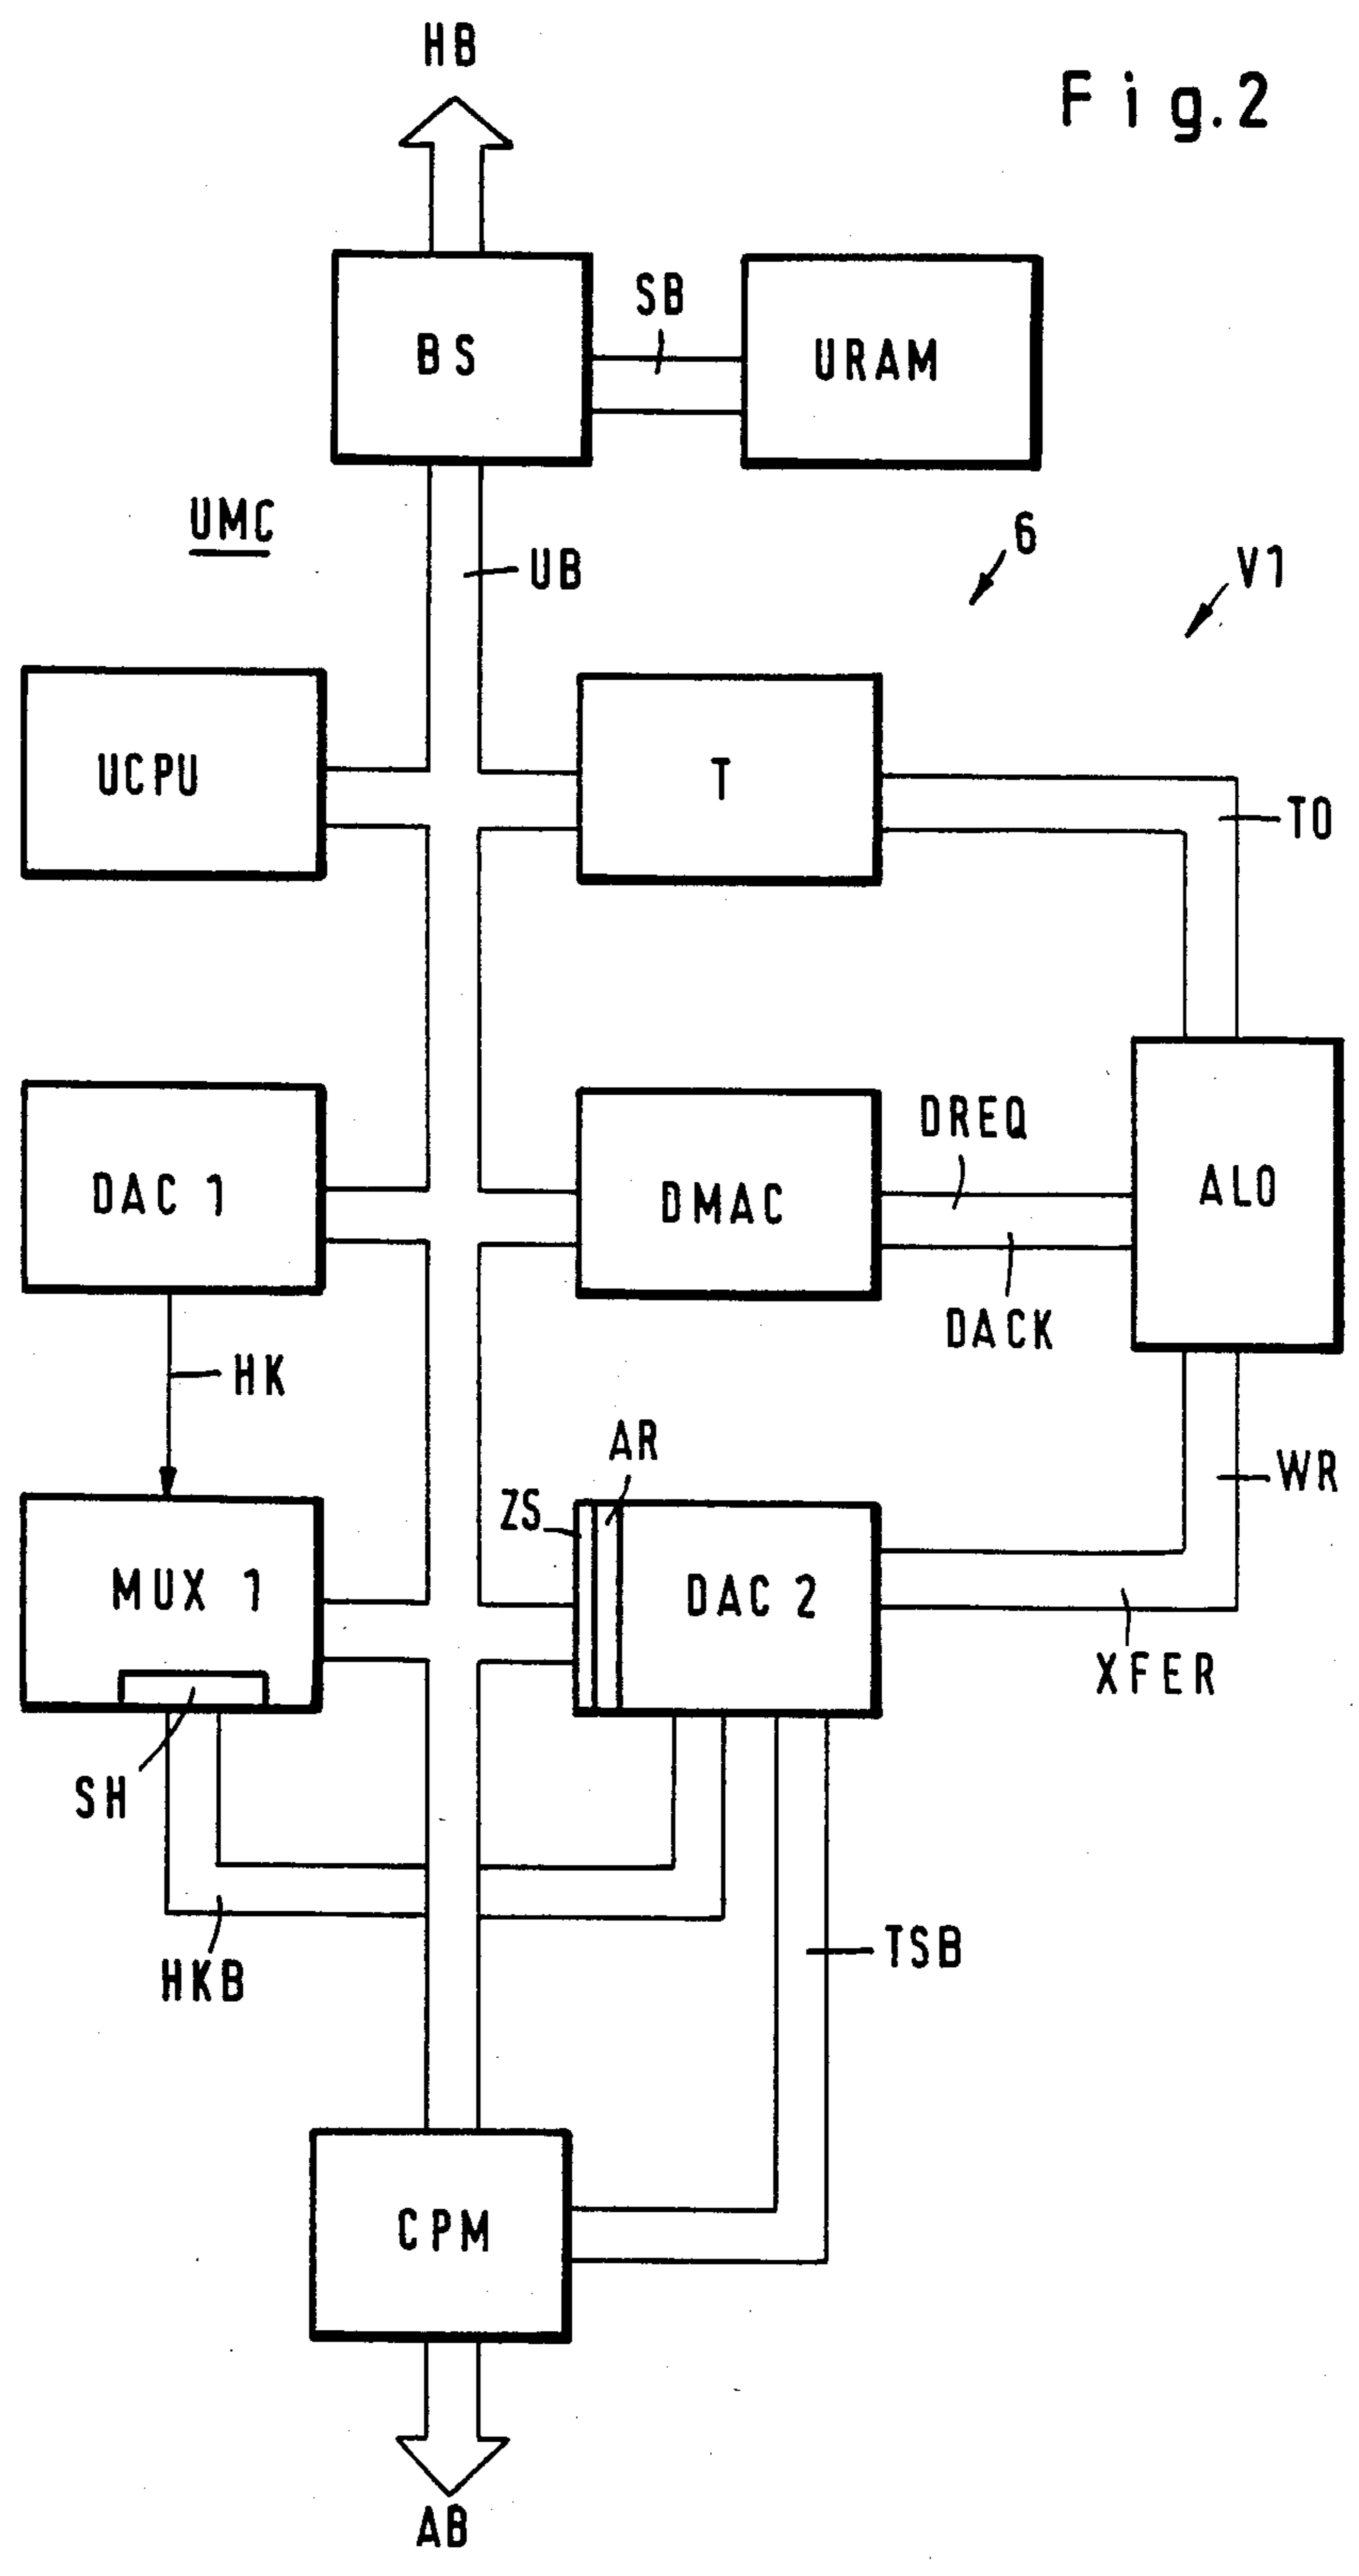 HB
Fig.2
BS
SB
URAM
UMC
UB
6
V1
UCPU
T
TO
DAC 1
DMAC
DREQ
DACK
ALO
HK
AR
ZS
WR
MUX 1
DAC 2
XFER
SH
HKB
TSB
CPM
AB